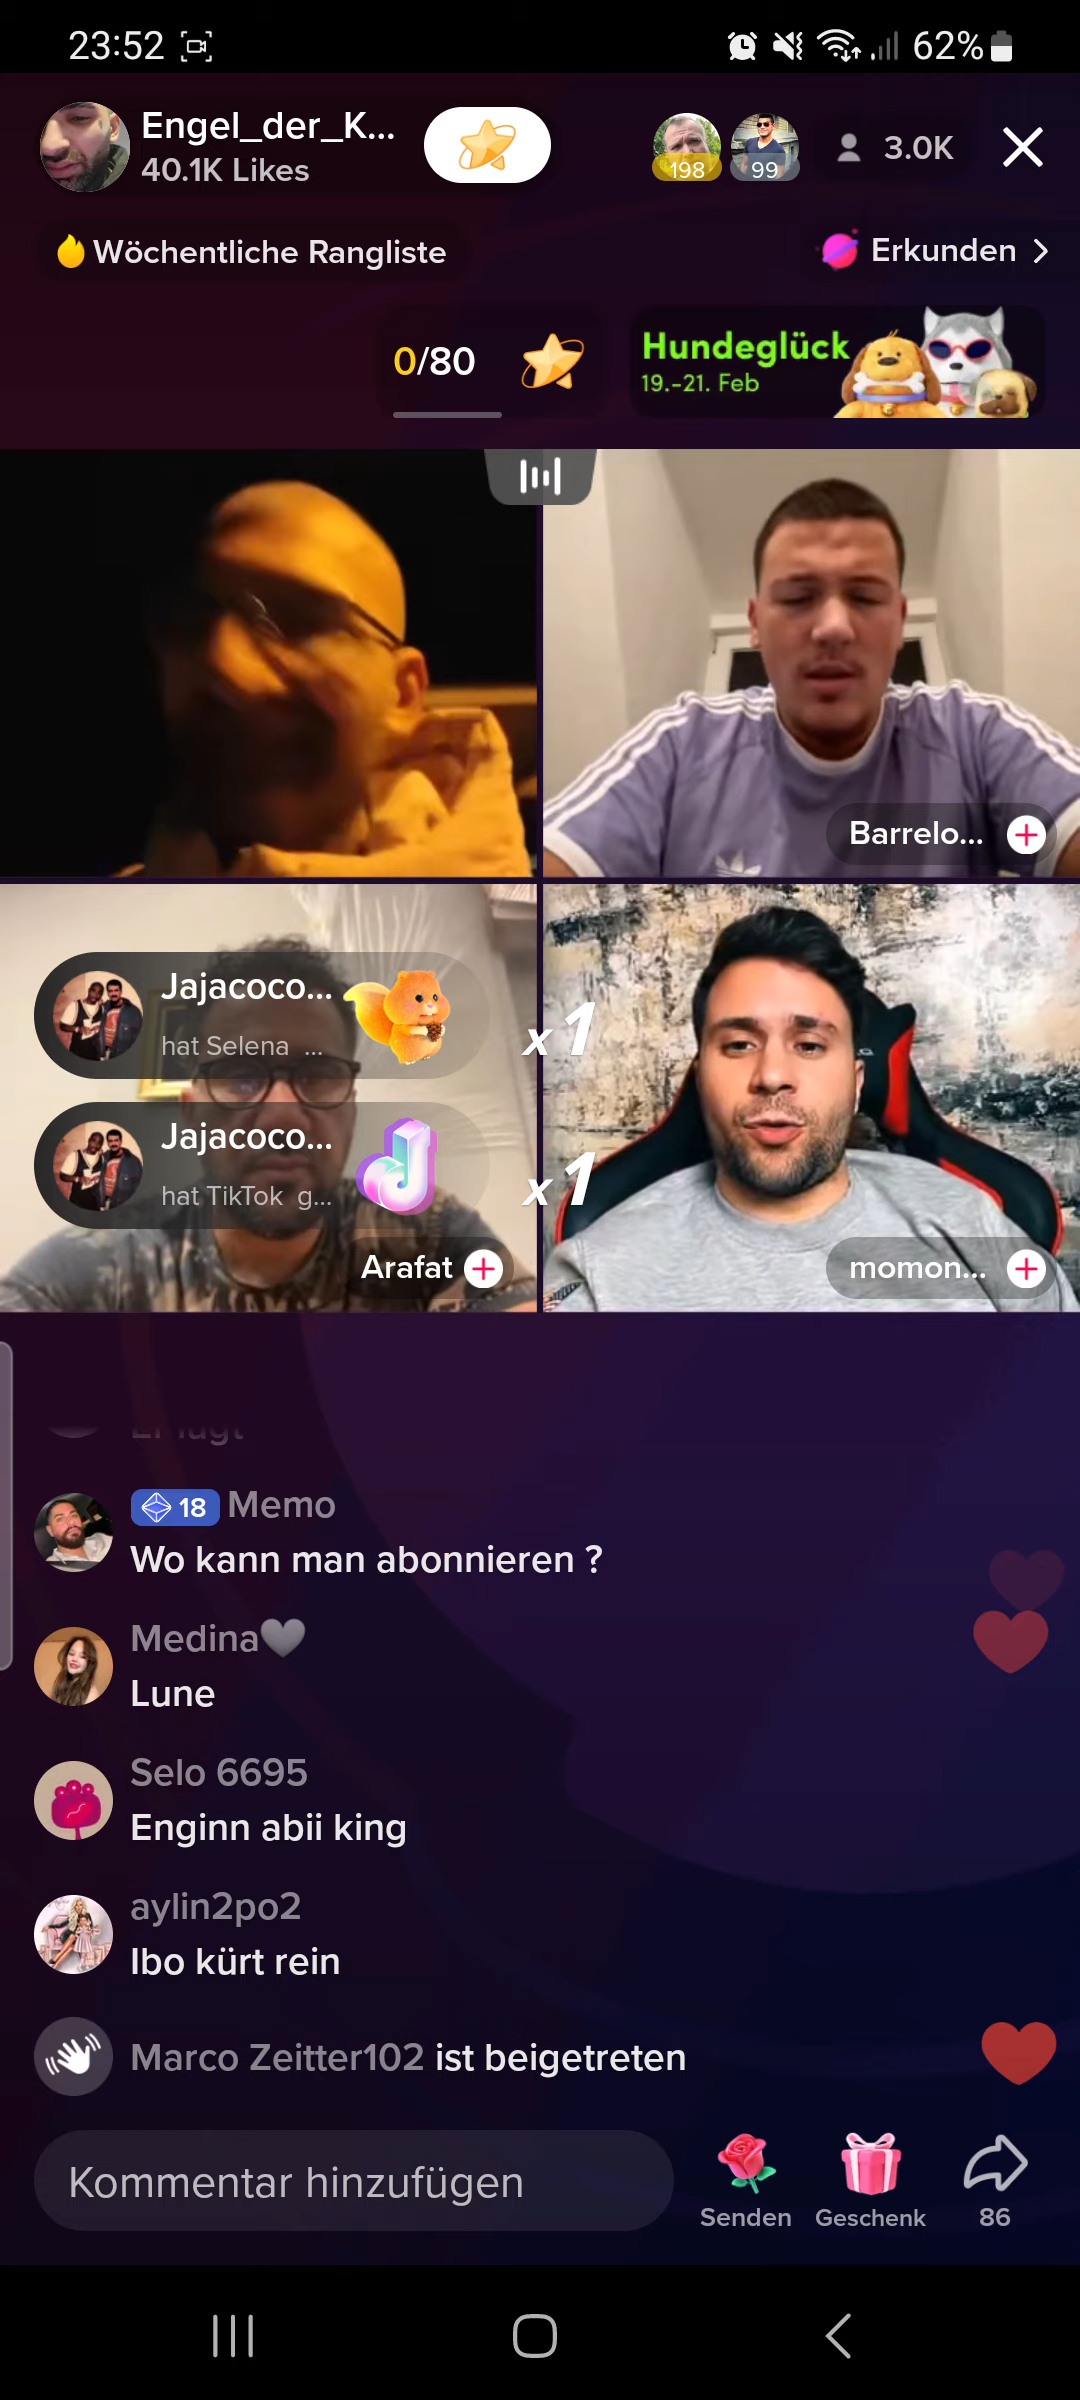 23:52
62%
Engel_der_K...
40.1K Likes
198
99
3.0K
Wöchentliche Rangliste
Erkunden
0/80
Hundeglück
19.-21. Feb
Barrelo...
Jajacoco...
hat Selena ...
x1
Jajacoco...
hat TikTok g...
x1
Arafat
momon...
18 Memo
Wo kann man abonnieren ?
Medina🩶
Lune
Selo 6695
Enginn abii king
aylin2po2
Ibo kürt rein
Marco Zeitter102 ist beigetreten
Kommentar hinzufügen
Senden
Geschenk
86